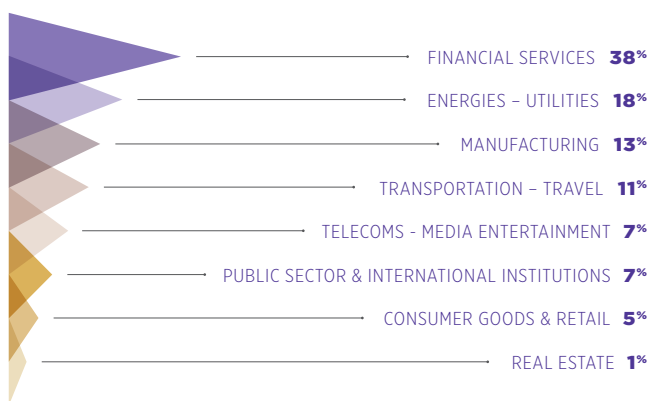 FINANCIAL SERVICES 38%
ENERGIES – UTILITIES 18%
MANUFACTURING 13%
TRANSPORTATION – TRAVEL 11%
TELECOMS - MEDIA ENTERTAINMENT 7%
PUBLIC SECTOR & INTERNATIONAL INSTITUTIONS 7%
CONSUMER GOODS & RETAIL 5%
REAL ESTATE 1%